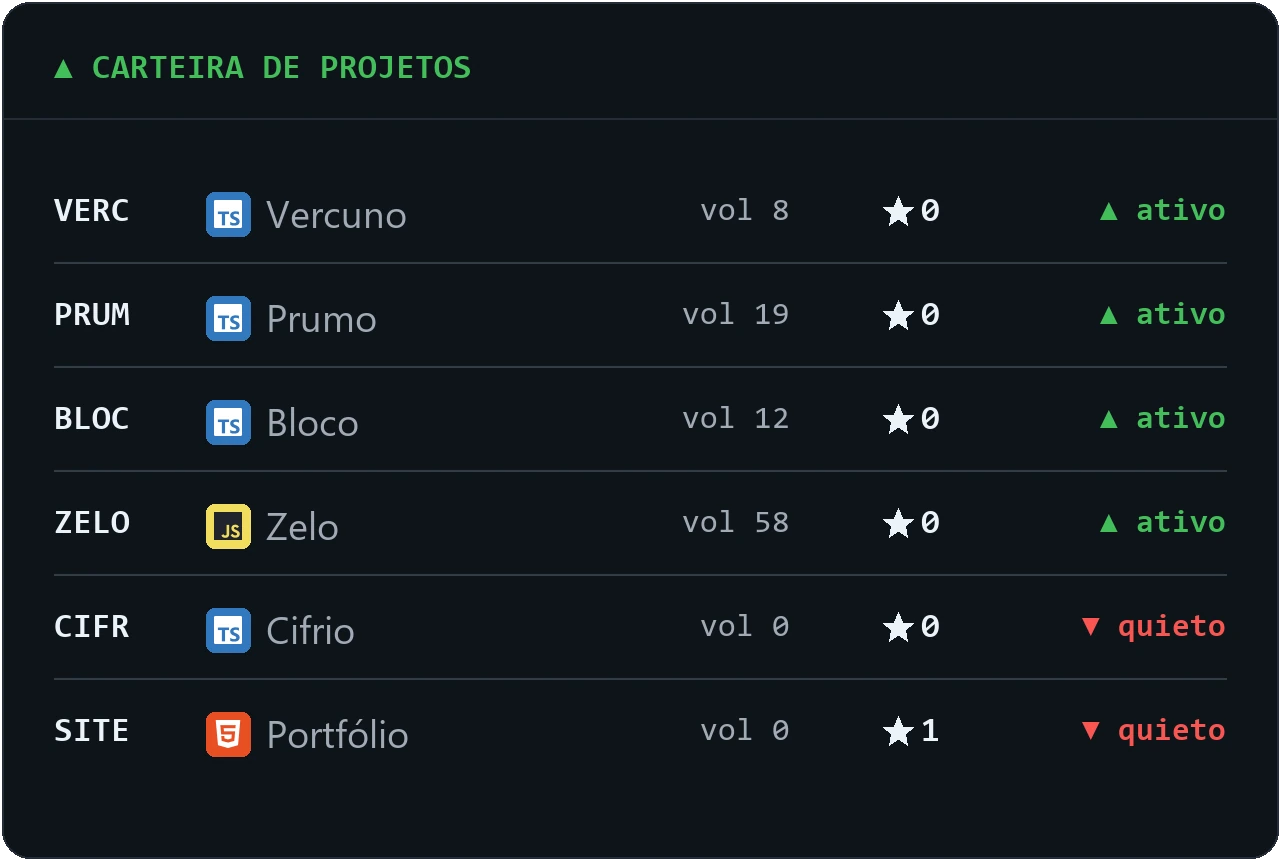 ▲ CARTEIRA DE PROJETOS
VERC TS Vercuno vol 8 ★0 ▲ ativo
PRUM TS Prumo vol 19 ★0 ▲ ativo
BLOC TS Bloco vol 12 ★0 ▲ ativo
ZELO JS Zelo vol 58 ★0 ▲ ativo
CIFR TS Cifrio vol 0 ★0 ▼ quieto
SITE 5 Portfólio vol 0 ★1 ▼ quieto